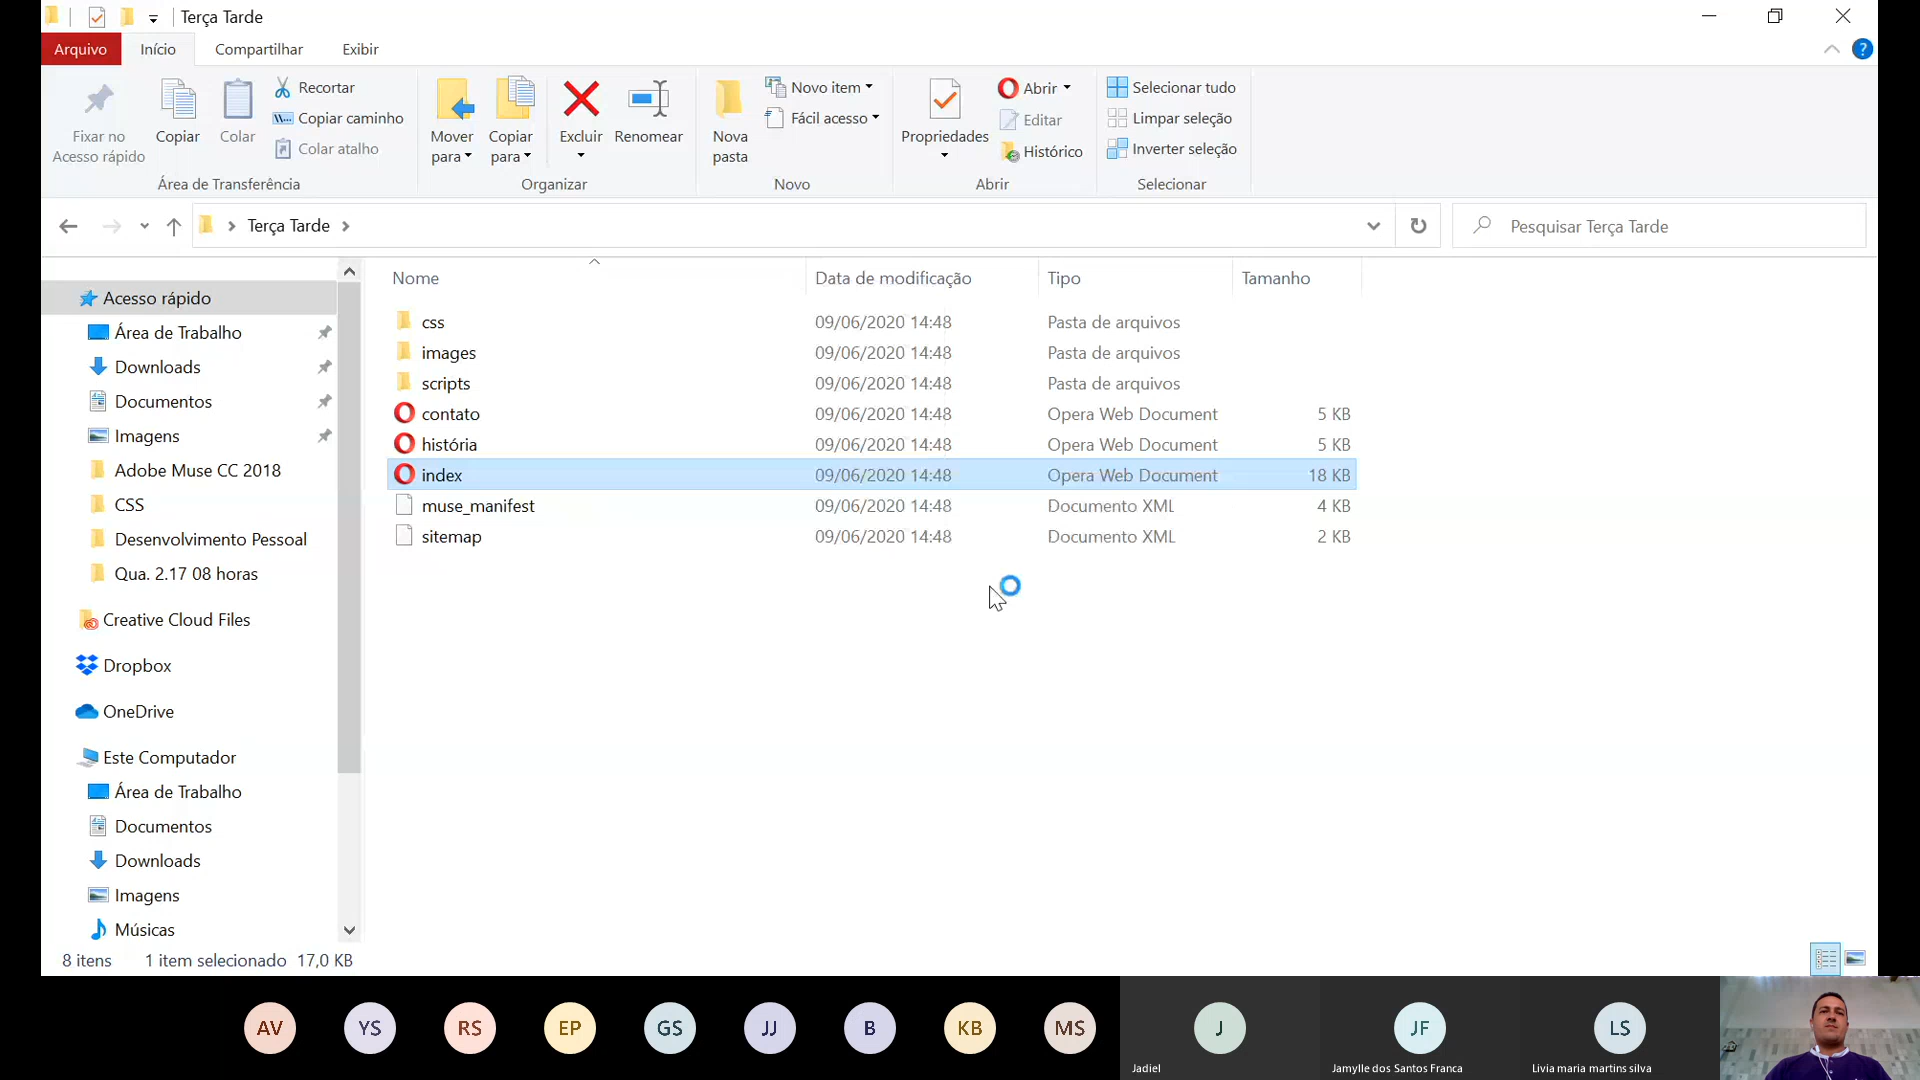 Terça Tarde
Arquivo Início Compartilhar Exibir
Fixar no Acesso rápido
Copiar
Colar
Recortar
Copiar caminho
Colar atalho
Área de Transferência
Mover para
Copiar para
Excluir
Renomear
Organizar
Nova pasta
Novo item
Fácil acesso
Novo
Propriedades
Abrir
Editar
Histórico
Abrir
Selecionar tudo
Limpar seleção
Inverter seleção
Selecionar
Terça Tarde
Pesquisar Terça Tarde
Nome Data de modificação Tipo Tamanho
css 09/06/2020 14:48 Pasta de arquivos
images 09/06/2020 14:48 Pasta de arquivos
scripts 09/06/2020 14:48 Pasta de arquivos
contato 09/06/2020 14:48 Opera Web Document 5 KB
história 09/06/2020 14:48 Opera Web Document 5 KB
index 09/06/2020 14:48 Opera Web Document 18 KB
muse_manifest 09/06/2020 14:48 Documento XML 4 KB
sitemap 09/06/2020 14:48 Documento XML 2 KB
Acesso rápido
Área de Trabalho
Downloads
Documentos
Imagens
Adobe Muse CC 2018
CSS
Desenvolvimento Pessoal
Qua. 2.17 08 horas
Creative Cloud Files
Dropbox
OneDrive
Este Computador
Área de Trabalho
Documentos
Downloads
Imagens
Músicas
8 itens 1 item selecionado 17,0 KB
AV YS RS EP GS JJ B KB MS J JF LS
Jadiel Jamylle dos Santos Franca Livia maria martins silva